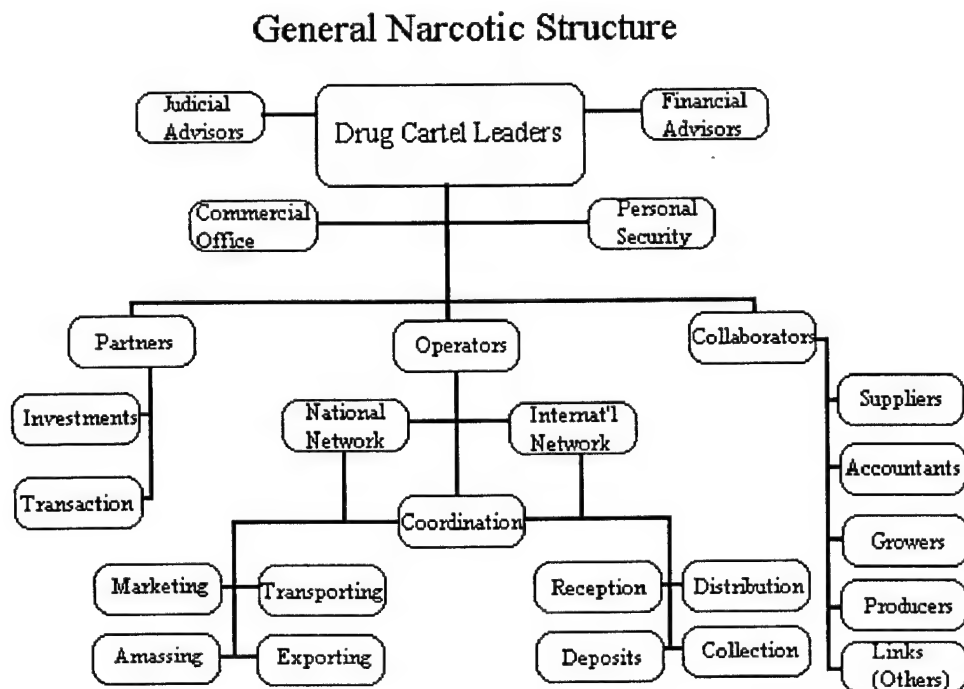 General Narcotic Structure
Judicial
Advisors
Drug Cartel Leaders
Financial
Advisors
Commercial
Office
Personal
Security
Partners
Operators
Collaborators
Investments
Transaction
National
Network
Internat'l
Network
Coordination
Suppliers
Accountants
Growers
Producers
Links
(Others)
Marketing
Transporting
Amassing
Exporting
Reception
Distribution
Deposits
Collection